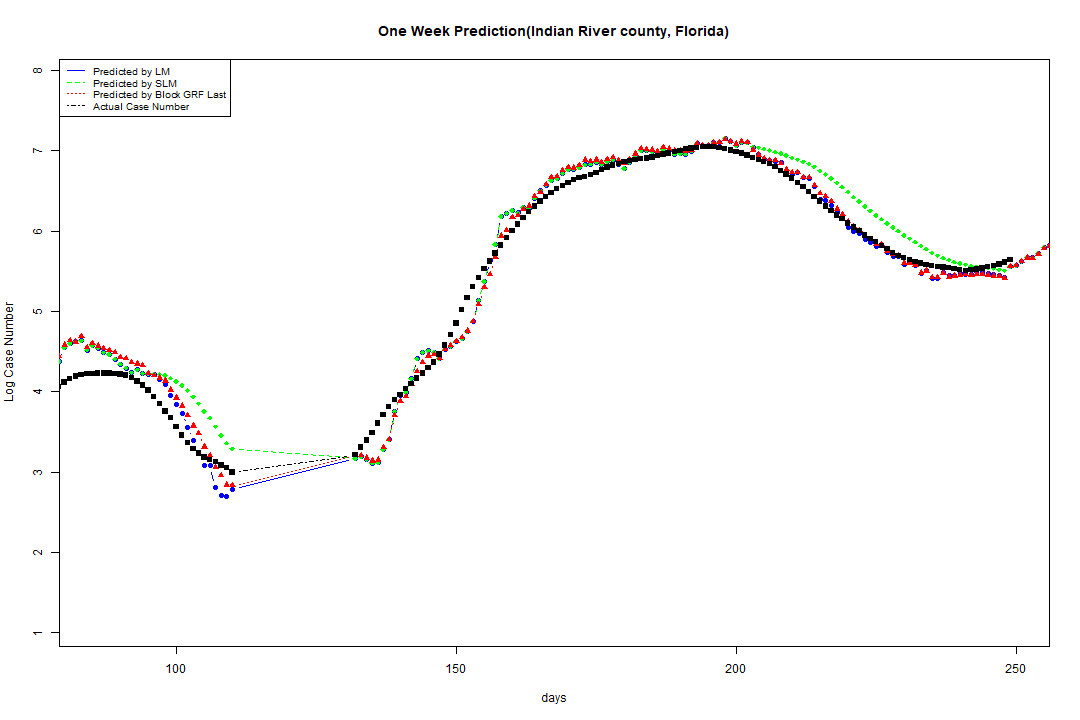 One Week Prediction(Indian River county, Florida)
Predicted by LM
Predicted by SLM
Predicted by Block GRF Last
Actual Case Number
Log Case Number
8
7
6
5
4
3
2
1
100 150 200 250
days